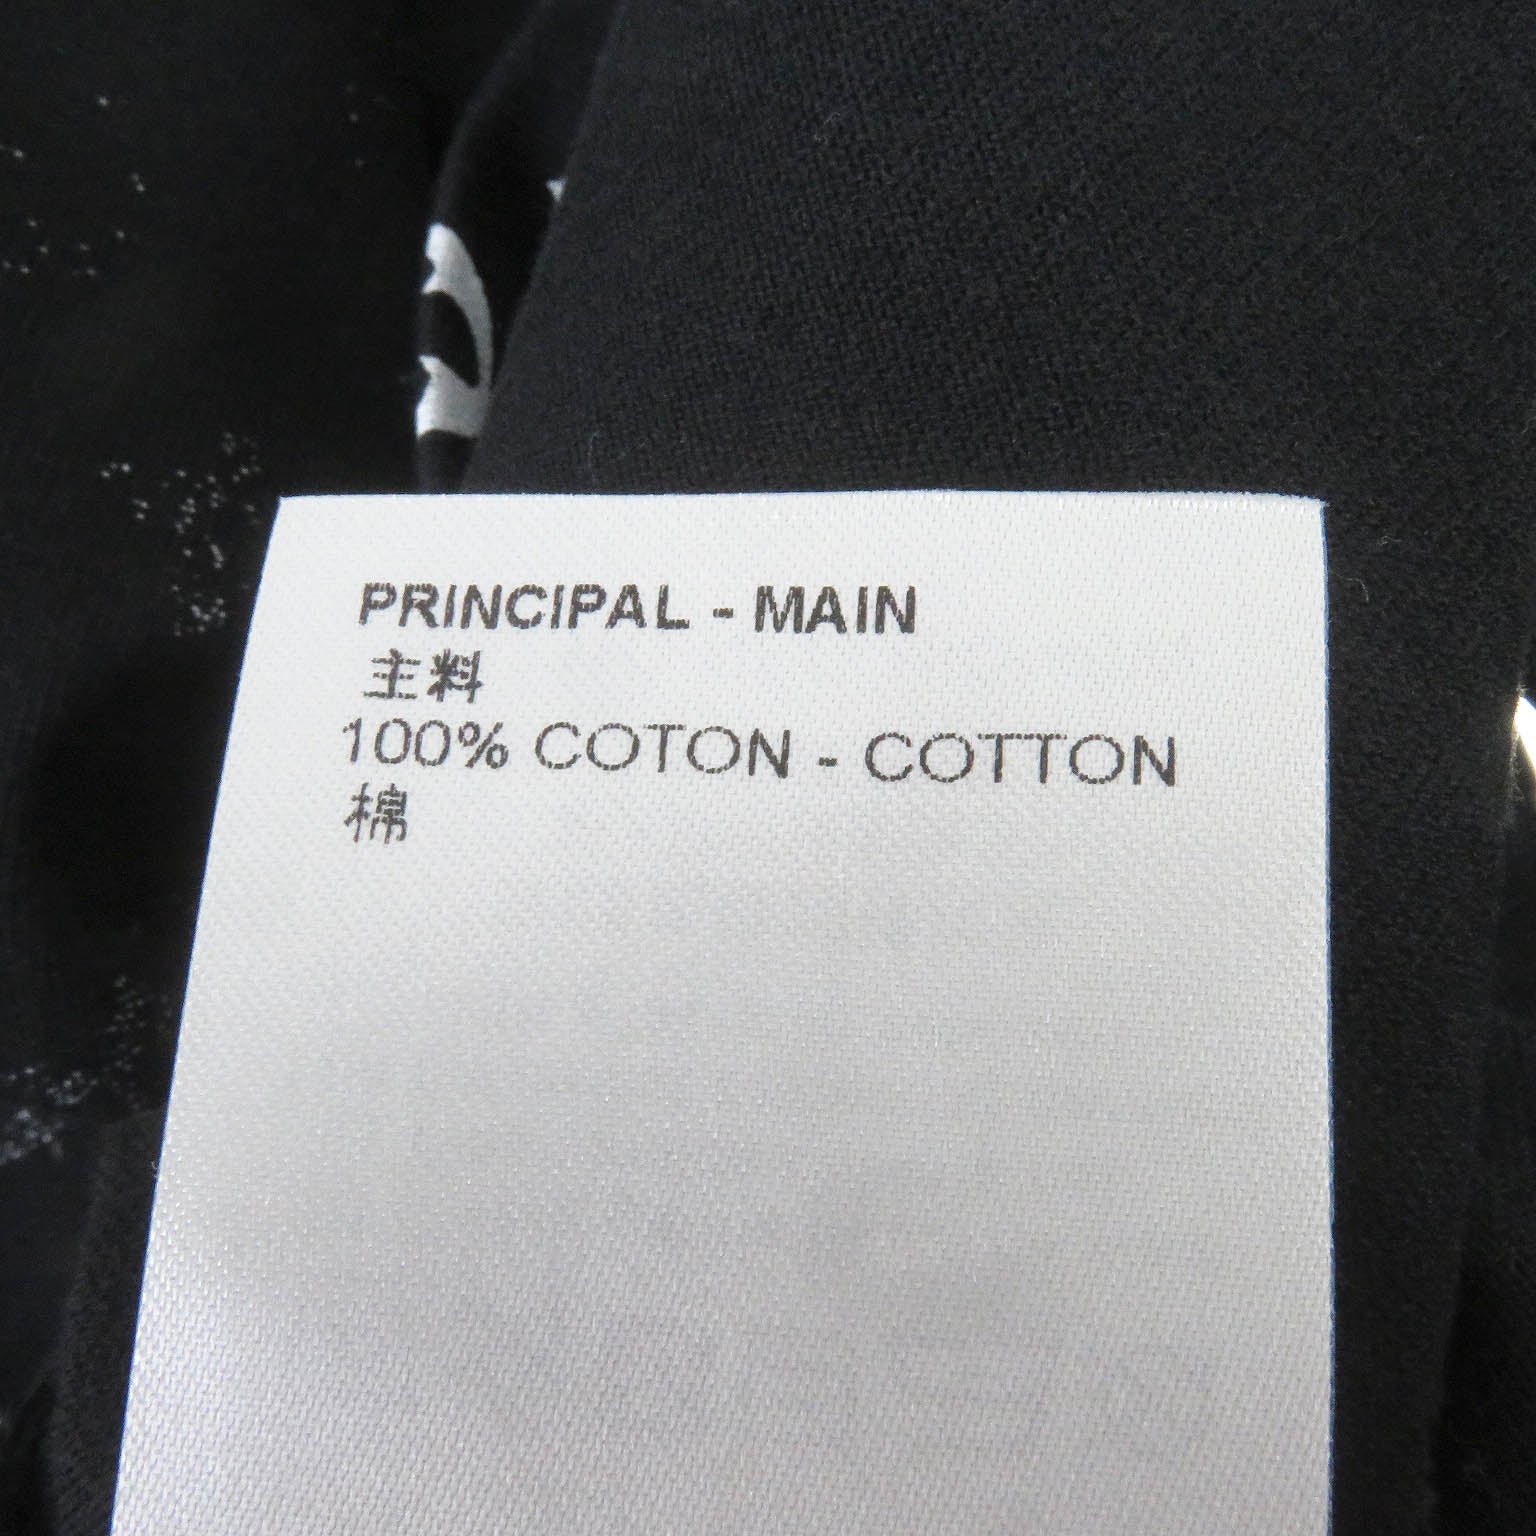 PRINCIPAL - MAIN
主料
100% COTON - COTTON
棉